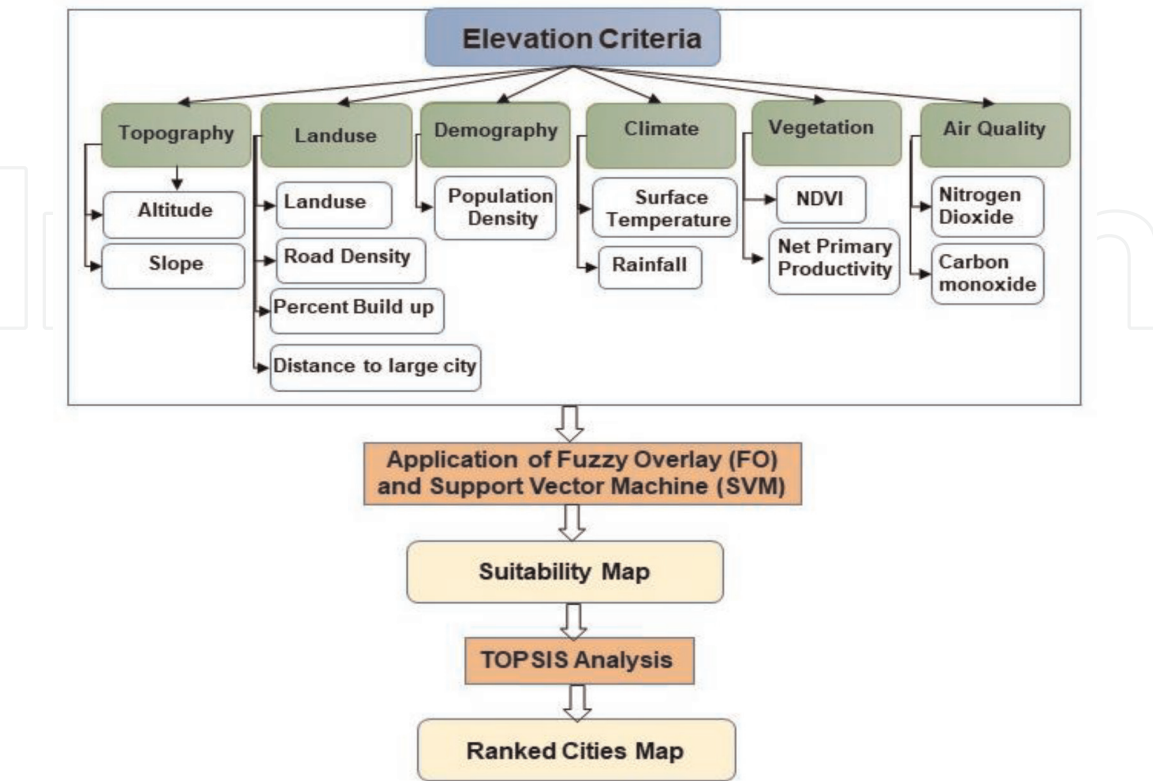 Elevation Criteria
Topography
Landuse
Demography
Climate
Vegetation
Air Quality
Altitude
Slope
Landuse
Road Density
Percent Build up
Distance to large city
Population
Density
Surface
Temperature
Rainfall
NDVI
Net Primary
Productivity
Nitrogen
Dioxide
Carbon
monoxide
Application of Fuzzy Overlay (FO)
and Support Vector Machine (SVM)
Suitability Map
TOPSIS Analysis
Ranked Cities Map